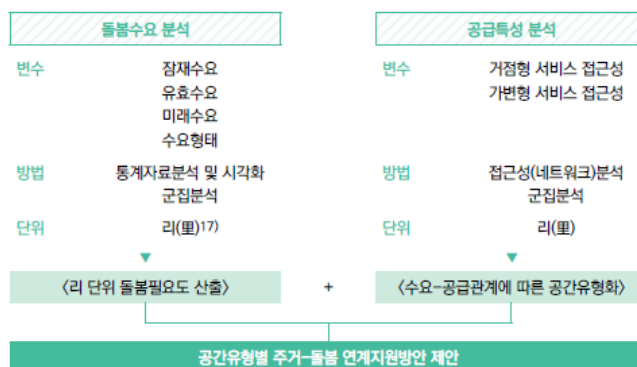 돌봄수요 분석
변수
잠재수요
유효수요
미래수요
수요형태
방법
통계자료분석 및 시각화
군집분석
단위
리(里)17)
▼
〈리 단위 돌봄필요도 산출〉
+
공급특성 분석
변수
거점형 서비스 접근성
가변형 서비스 접근성
방법
접근성(네트워크)분석
군집분석
단위
리(里)
▼
〈수요-공급관계에 따른 공간유형화〉
공간유형별 주거-돌봄 연계지원방안 제안